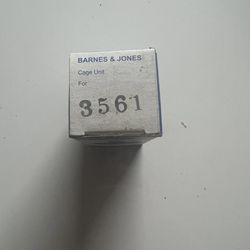 BARNES & JONES
Cage Unit
For
3561